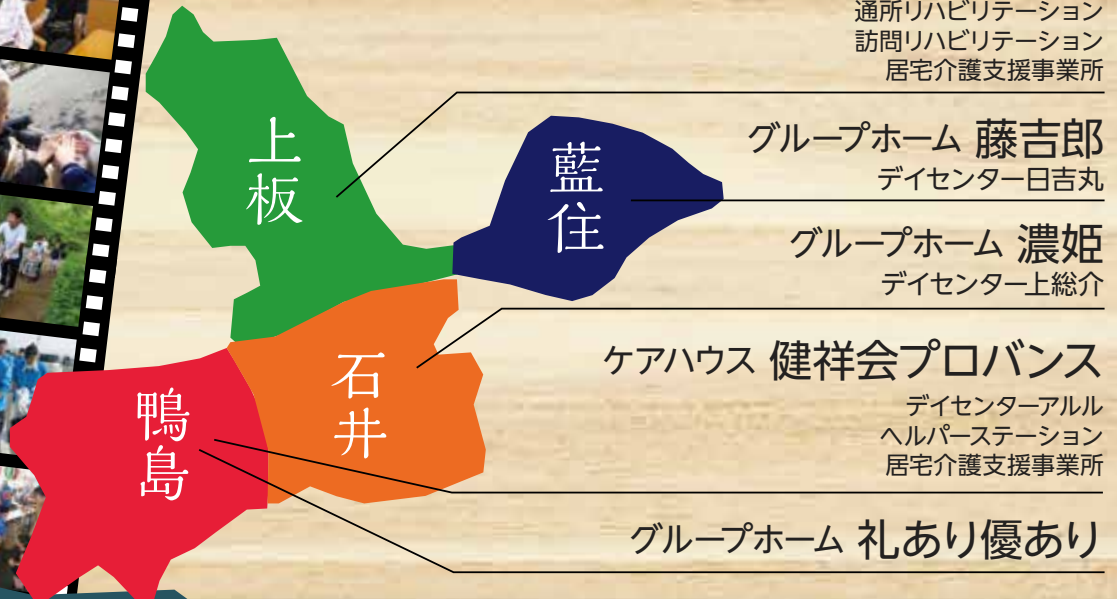 通所リハビリテーション
訪問リハビリテーション
居宅介護支援事業所
上板
藍住
グループホーム 藤吉郎
デイセンター日吉丸
グループホーム 濃姫
デイセンター上総介
石井
ケアハウス 健祥会プロバンス
デイセンターアルル
ヘルパーステーション
居宅介護支援事業所
鴨島
グループホーム 礼あり優あり